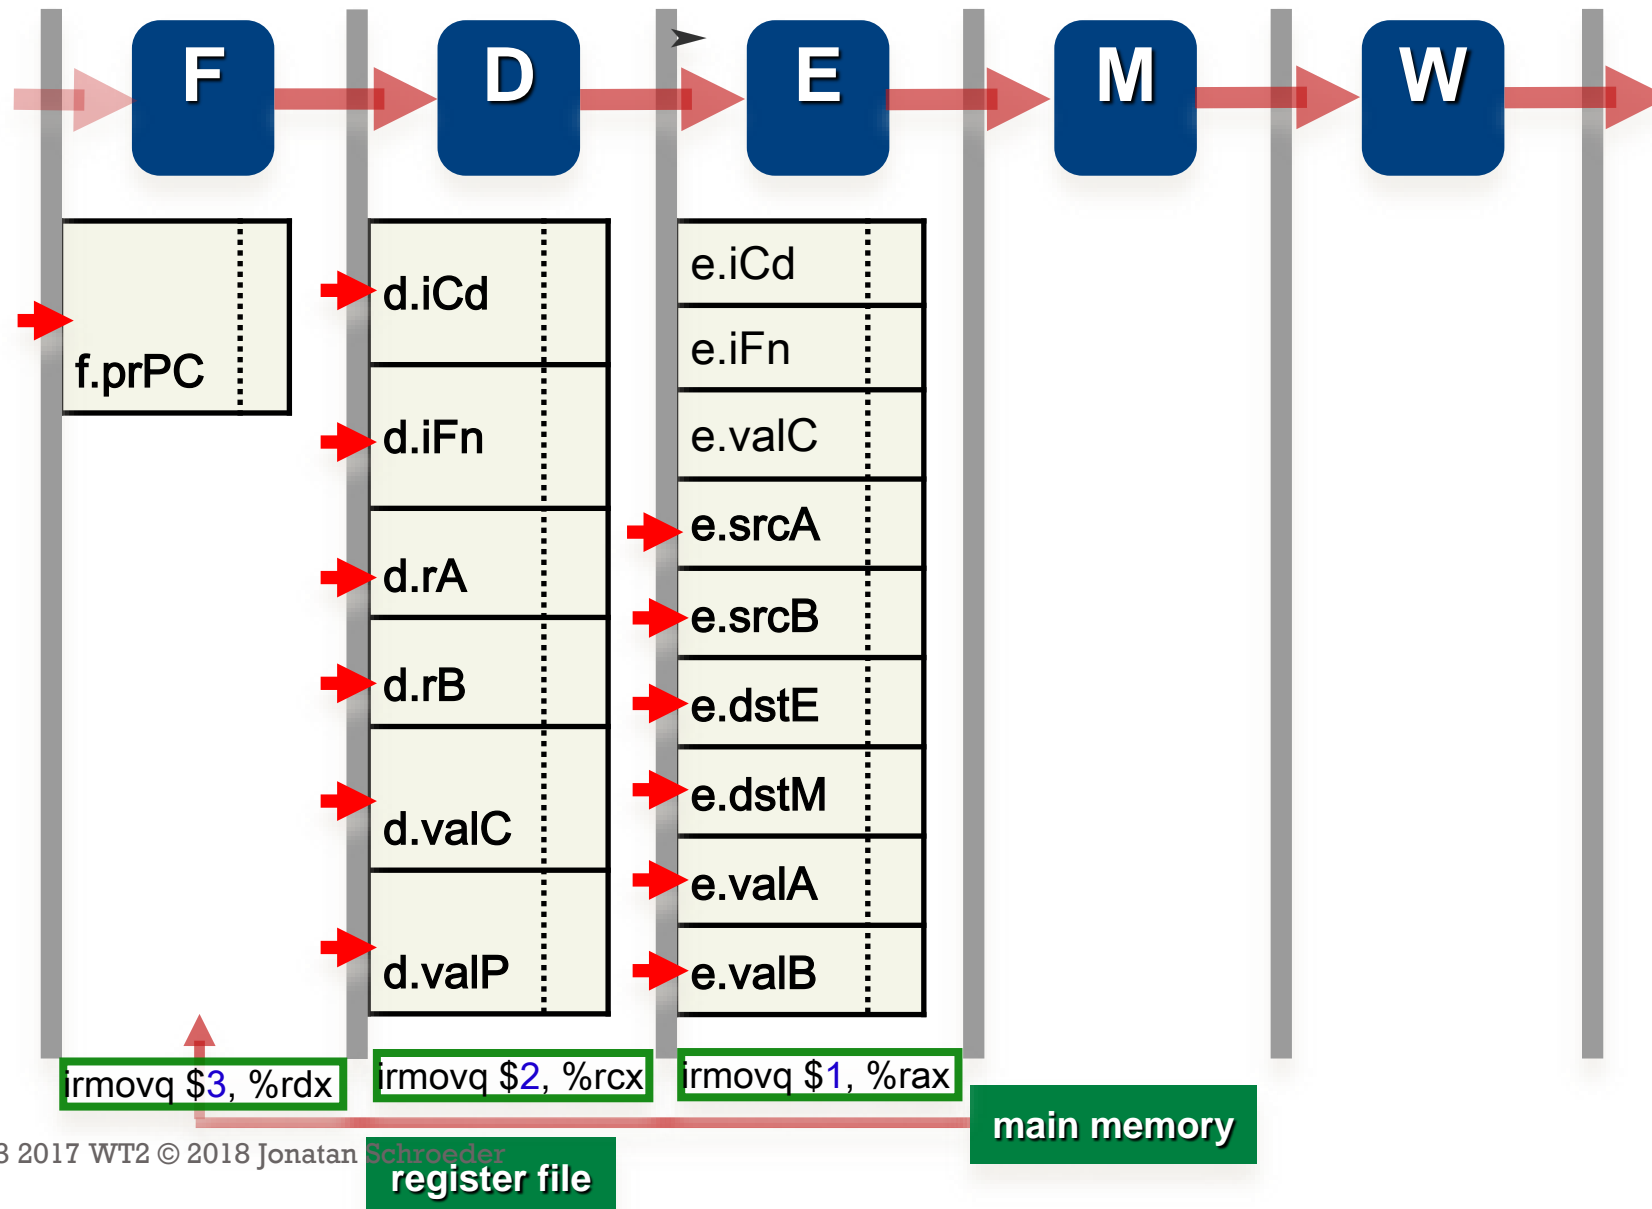 F
D
E
M
W
f.prPC
d.iCd
d.iFn
d.rA
d.rB
d.valC
d.valP
e.iCd
e.iFn
e.valC
e.srcA
e.srcB
e.dstE
e.dstM
e.valA
e.valB
irmovq $3, %rdx
irmovq $2, %rcx
irmovq $1, %rax
main memory
3 2017 WT2 © 2018 Jonatan Schroeder
register file